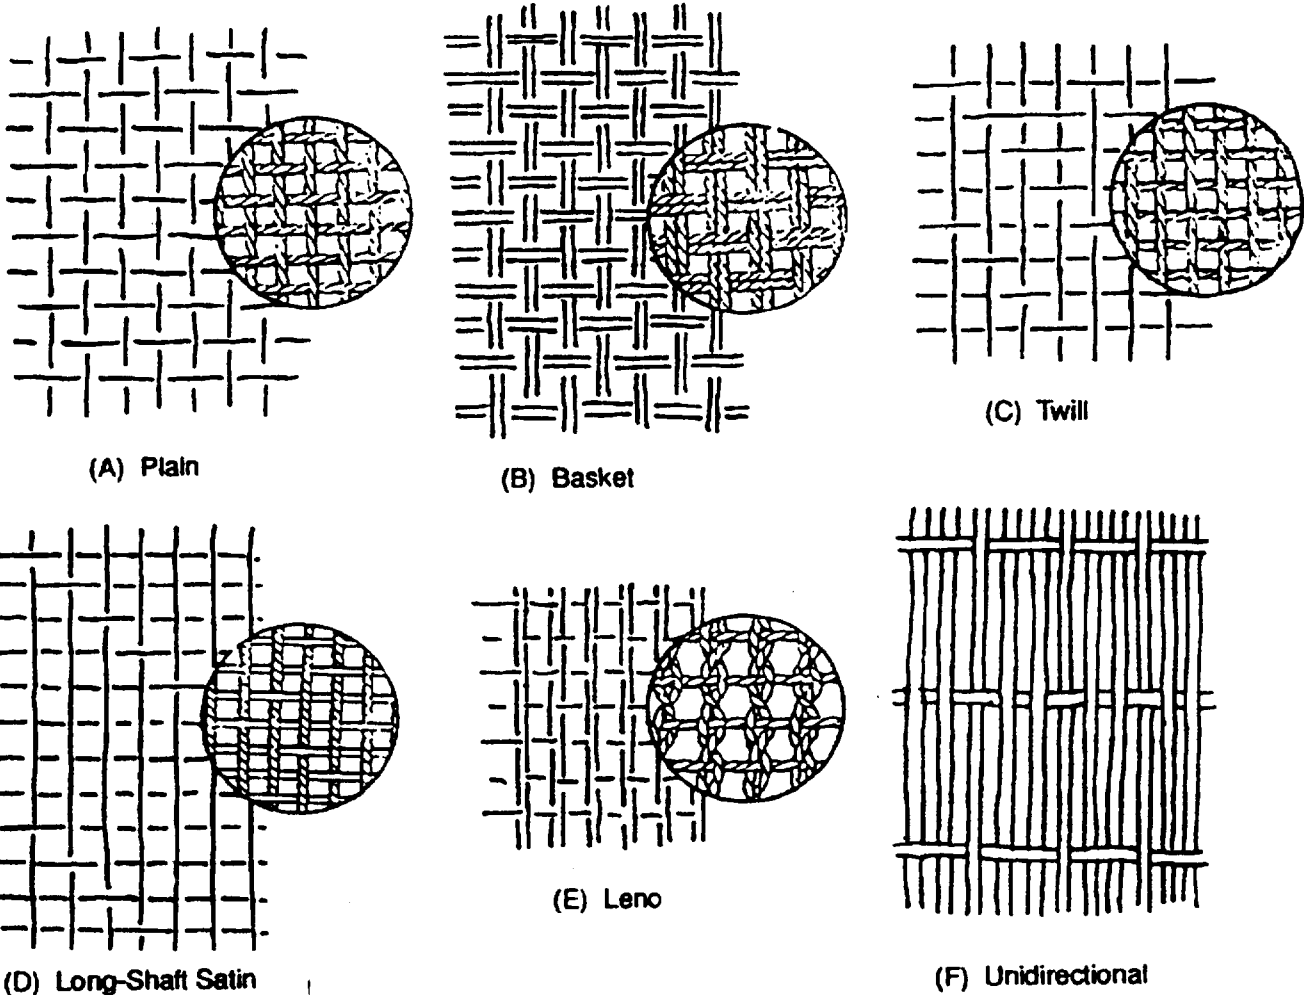 (A) Plain
(B) Basket
(C) Twill
(D) Long-Shaft Satin
(E) Leno
(F) Unidirectional